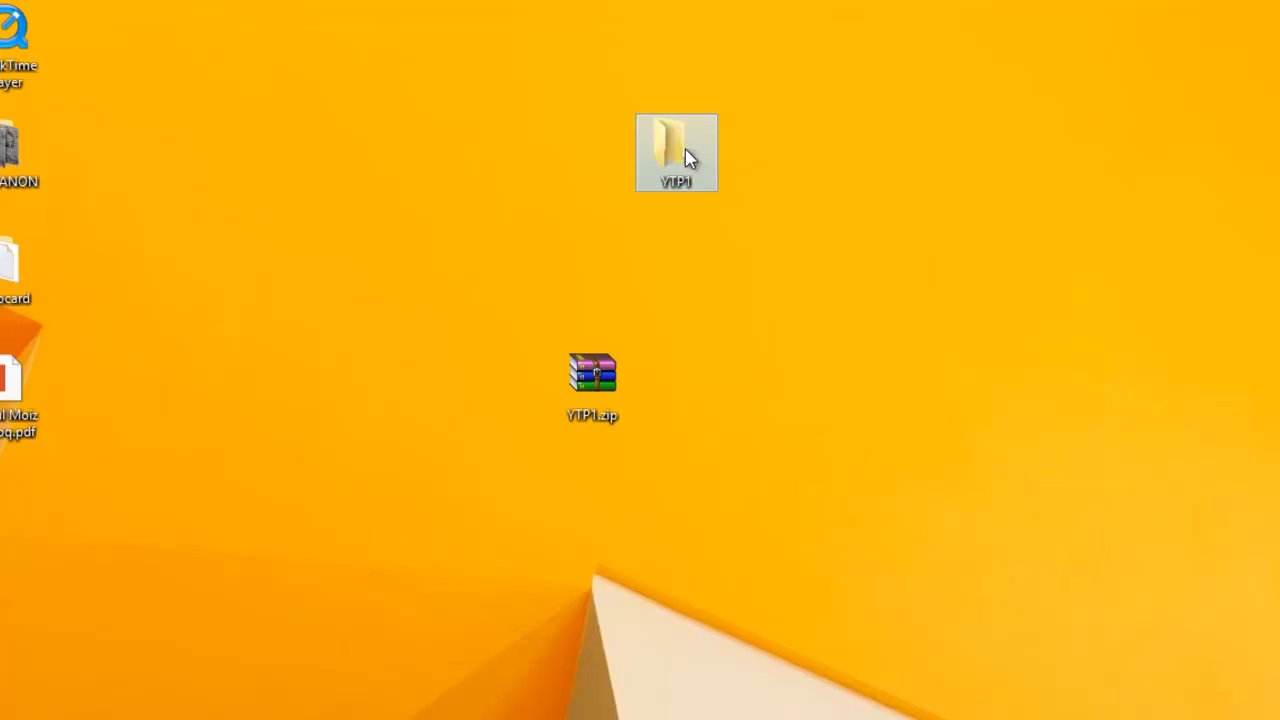 kTime
ayer
ANON
ocard
l Moiz
oq.pdf
YTP1
YTP1.zip